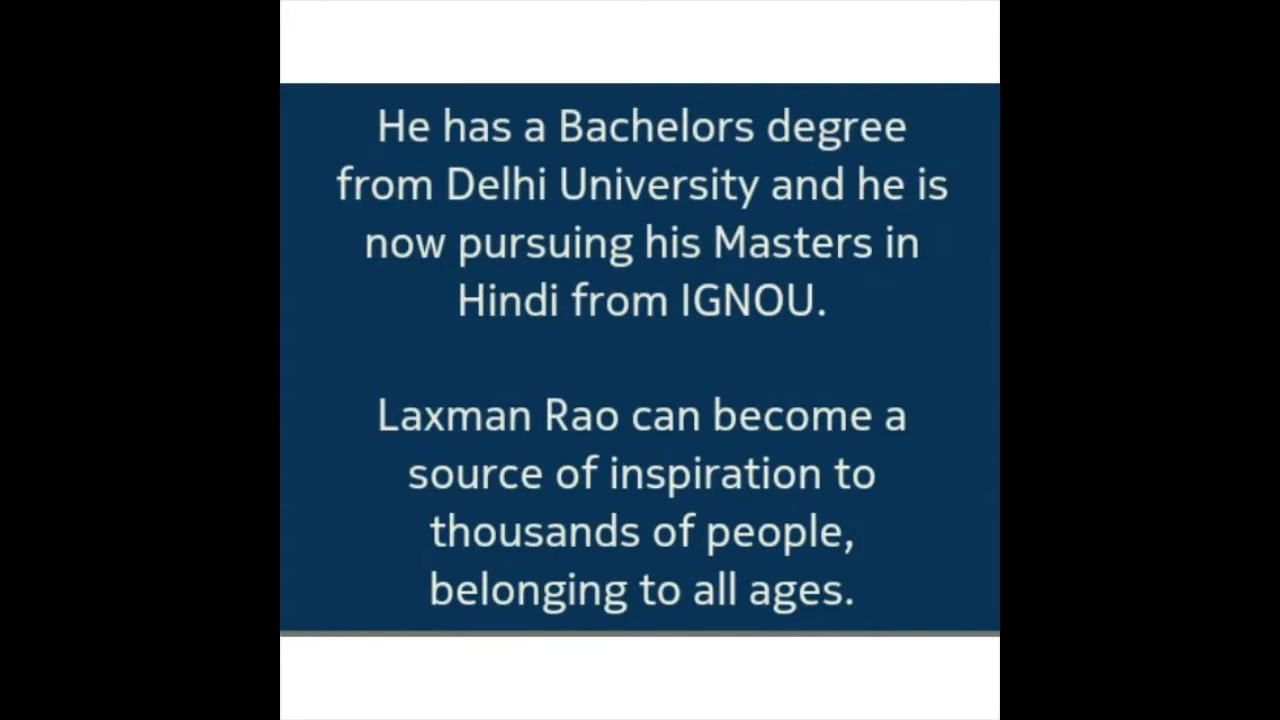 He has a Bachelors degree
from Delhi University and he is
now pursuing his Masters in
Hindi from IGNOU.
Laxman Rao can become a
source of inspiration to
thousands of people,
belonging to all ages.